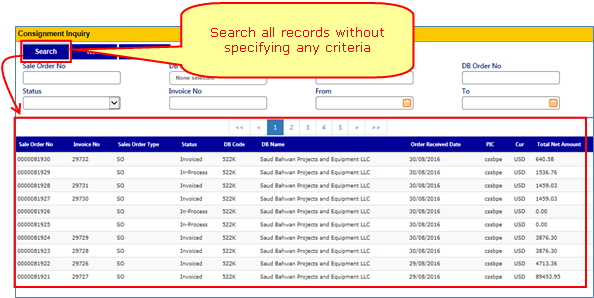 Consignment Inquiry
Search all records without
specifying any criteria
Search
Sale Order No
DB
DB Order No
None selected
Status
Invoice No
From
To
<< < 1 2 3 4 5 > >>
Sale Order No Invoice No Sales Order Type Status DB Code DB Name Order Received Date PIC Cur Total Net Amount
0000081930 29732 SO Invoiced 522K Saud Bahwan Projects and Equipment LLC 30/08/2016 cssbpe USD 640.58
0000081929 SO In-Process 522K Saud Bahwan Projects and Equipment LLC 30/08/2016 cssbpe USD 1536.76
0000081928 29731 SO Invoiced 522K Saud Bahwan Projects and Equipment LLC 30/08/2016 cssbpe USD 1459.03
0000081927 29730 SO Invoiced 522K Saud Bahwan Projects and Equipment LLC 30/08/2016 cssbpe USD 1459.03
0000081926 SO In-Process 522K Saud Bahwan Projects and Equipment LLC 30/08/2016 cssbpe USD 0.00
0000081925 SO In-Process 522K Saud Bahwan Projects and Equipment LLC 30/08/2016 cssbpe USD 0.00
0000081924 29729 SO Invoiced 522K Saud Bahwan Projects and Equipment LLC 30/08/2016 cssbpe USD 3876.30
0000081923 29728 SO Invoiced 522K Saud Bahwan Projects and Equipment LLC 30/08/2016 cssbpe USD 3876.30
0000081922 29726 SO Invoiced 522K Saud Bahwan Projects and Equipment LLC 29/08/2016 cssbpe USD 4713.36
0000081921 29727 SO Invoiced 522K Saud Bahwan Projects and Equipment LLC 29/08/2016 cssbpe USD 89453.95